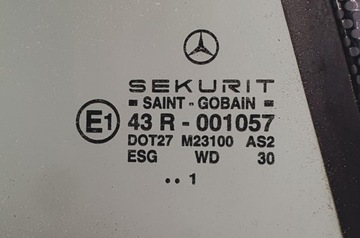 SEKURIT
SAINT - GOBAIN
E1 43 R - 001057
DOT27 M23100 AS2
ESG WD 30
•• 1